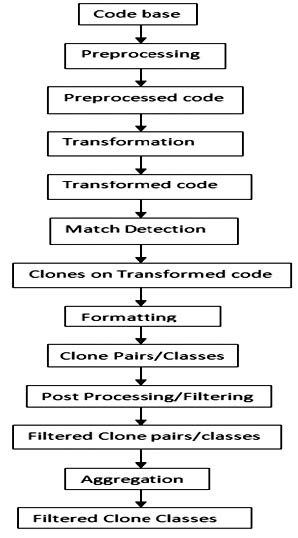 Code base
Preprocessing
Preprocessed code
Transformation
Transformed code
Match Detection
Clones on Transformed code
Formatting
Clone Pairs/Classes
Post Processing/Filtering
Filtered Clone pairs/classes
Aggregation
Filtered Clone Classes